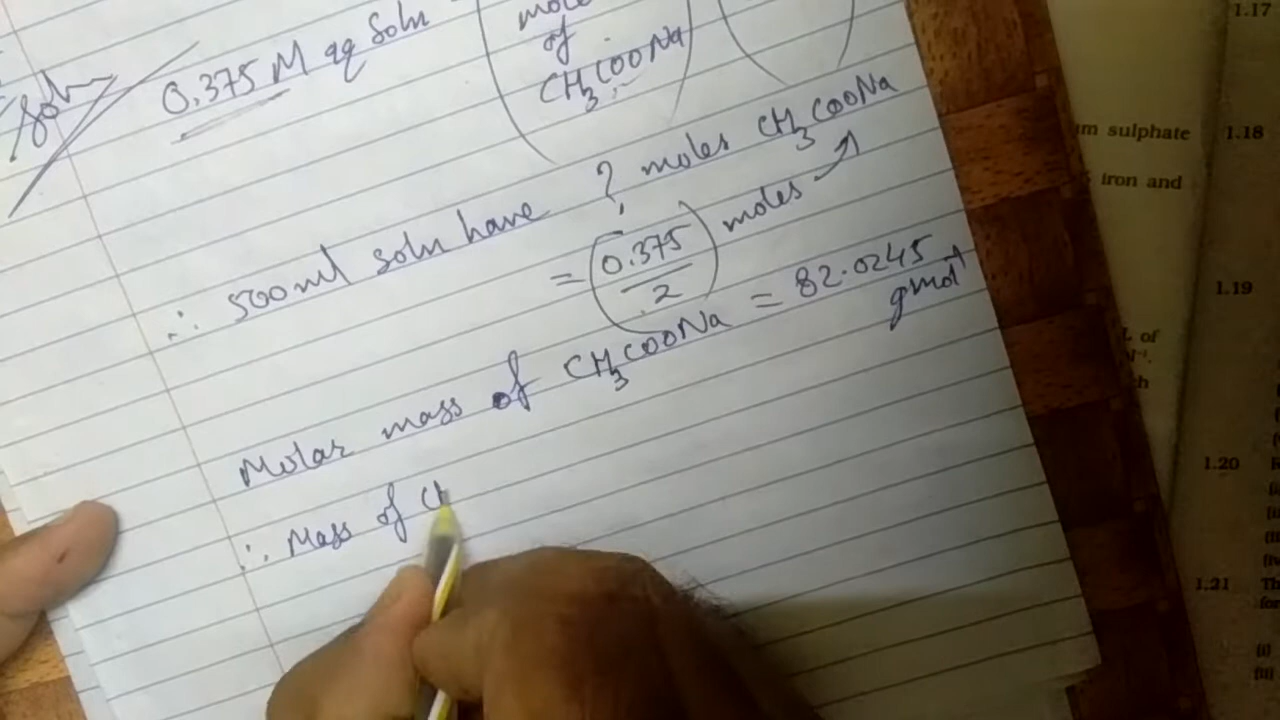 Soln 0.375 M aq Soln
of
CH3COONa
∴ 500ml soln have ? moles CH3COONa
= (0.375/2) moles
Molar mass of CH3COONa = 82.0245
gmol
∴ Mass of C
1.17
m sulphate 1.18
iron and
1.19
L of
1.20
1.21
(i)
(ii)